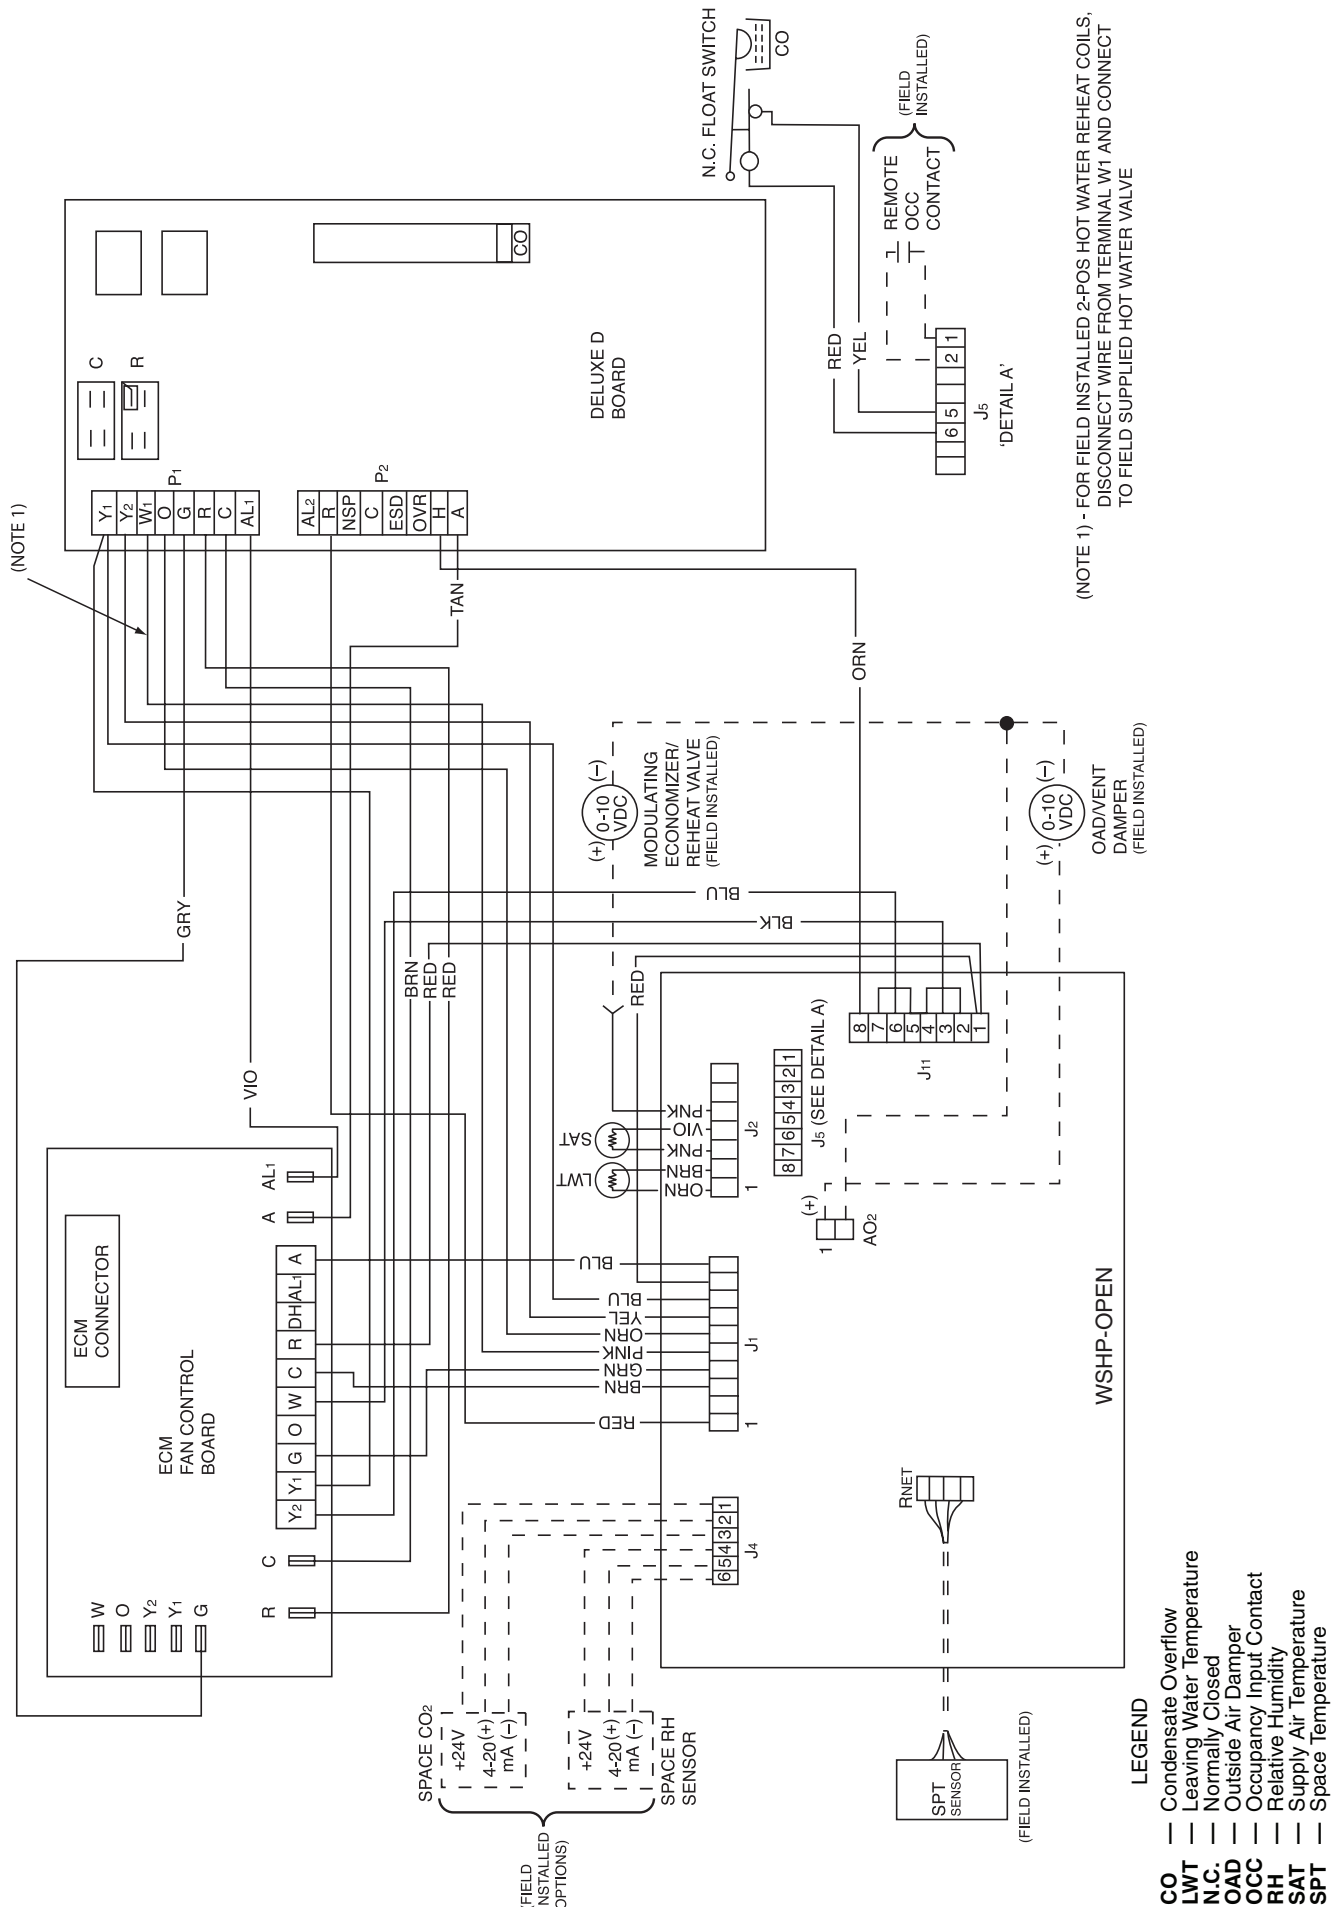 N.C. FLOAT SWITCH
CO
(FIELD
INSTALLED)
REMOTE
OCC
CONTACT
RED
YEL
2 1
6 5
J5
'DETAIL A'
(NOTE 1) - FOR FIELD INSTALLED 2-POS HOT WATER REHEAT COILS,
DISCONNECT WIRE FROM TERMINAL W1 AND CONNECT
TO FIELD SUPPLIED HOT WATER VALVE
(NOTE 1)
C
R
CO
DELUXE D
BOARD
P1
Y1
Y2
W1
O
G
R
C
AL1
P2
AL2
R
NSP
C
ESD
OVR
H
A
TAN
ORN
GRY
VIO
BRN
RED
RED
BLU
BLK
RED
(+)
0-10
VDC
(–)
MODULATING
ECONOMIZER/
REHEAT VALVE
(FIELD INSTALLED)
(+)
0-10
VDC
(–)
OAD/VENT
DAMPER
(FIELD INSTALLED)
ECM
CONNECTOR
ECM
FAN CONTROL
BOARD
AL1
A
A
AL1
DH
R
C
W
O
G
Y1
Y2
C
R
W
O
Y2
Y1
G
SAT
LWT
PNK
VIO
PNK
BRN
ORN
J2
1
8 7 6 5 4 3 2 1
J5 (SEE DETAIL A)
8
7
6
5
4
3
2
1
J11
(+)
1
AO2
BLU
BLU
YEL
ORN
PINK
GRN
BRN
RED
J1
1
WSHP-OPEN
RNET
6 5 4 3 2 1
J4
SPACE CO2
+24V
4-20 (+)
mA (–)
+24V
4-20 (+)
mA (–)
SPACE RH
SENSOR
(FIELD
INSTALLED
OPTIONS)
SPT
SENSOR
(FIELD INSTALLED)
LEGEND
CO — Condensate Overflow
LWT — Leaving Water Temperature
N.C. — Normally Closed
OAD — Outside Air Damper
OCC — Occupancy Input Contact
RH — Relative Humidity
SAT — Supply Air Temperature
SPT — Space Temperature